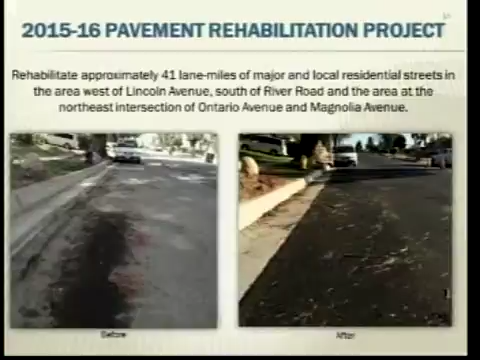 2015-16 PAVEMENT REHABILITATION PROJECT
Rehabilitate approximately 41 lane-miles of major and local residential streets in
the area west of Lincoln Avenue, south of River Road and the area at the
northeast intersection of Ontario Avenue and Magnolia Avenue.
Before
After